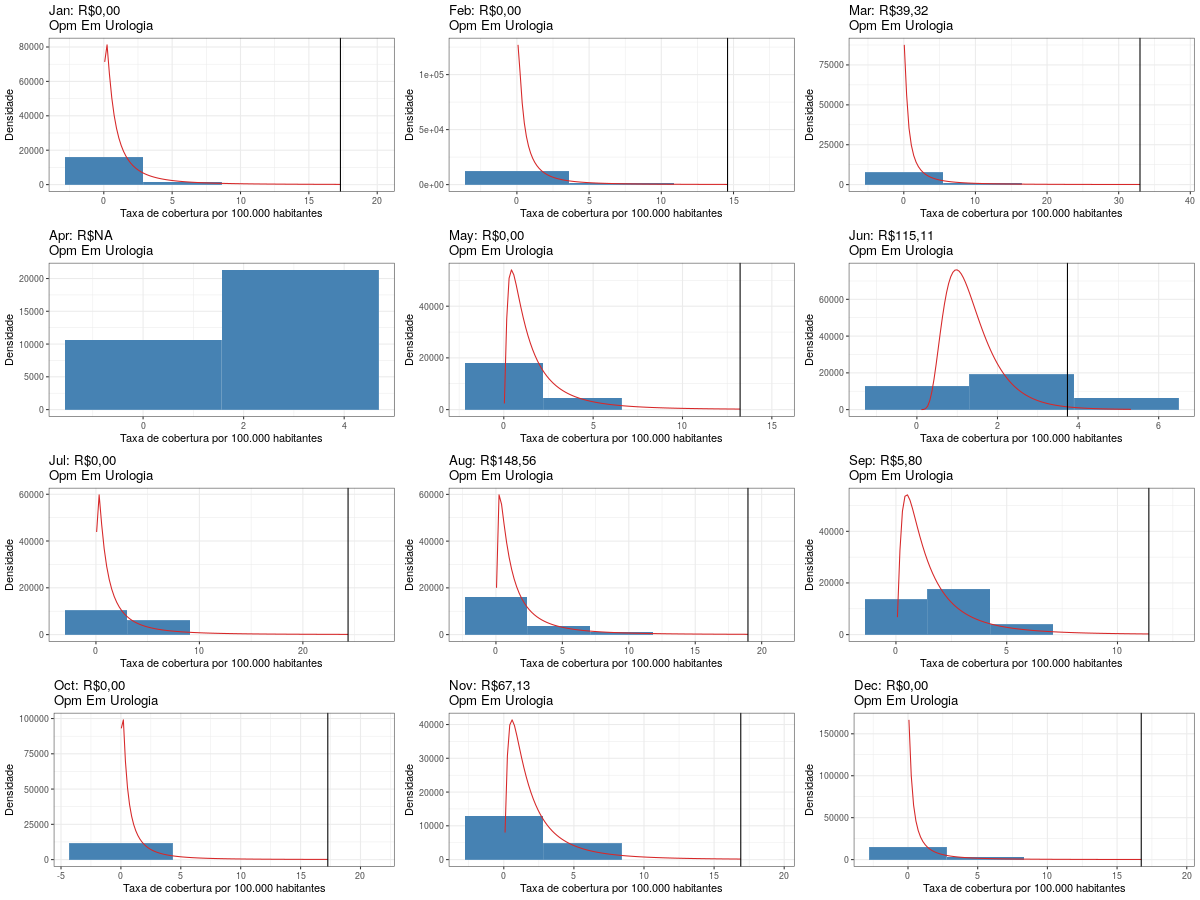 Jan: R$0,00
Opm Em Urologia
80000
60000
40000
20000
0
Densidade
0 5 10 15 20
Taxa de cobertura por 100.000 habitantes
Feb: R$0,00
Opm Em Urologia
1e+05
5e+04
0e+00
Densidade
0 5 10 15
Taxa de cobertura por 100.000 habitantes
Mar: R$39,32
Opm Em Urologia
75000
50000
25000
0
Densidade
0 10 20 30 40
Taxa de cobertura por 100.000 habitantes
Apr: R$NA
Opm Em Urologia
20000
15000
10000
5000
0
Densidade
0 2 4
Taxa de cobertura por 100.000 habitantes
May: R$0,00
Opm Em Urologia
40000
20000
0
Densidade
0 5 10 15
Taxa de cobertura por 100.000 habitantes
Jun: R$115,11
Opm Em Urologia
60000
40000
20000
0
Densidade
0 2 4 6
Taxa de cobertura por 100.000 habitantes
Jul: R$0,00
Opm Em Urologia
60000
40000
20000
0
Densidade
0 10 20
Taxa de cobertura por 100.000 habitantes
Aug: R$148,56
Opm Em Urologia
60000
40000
20000
0
Densidade
0 5 10 15 20
Taxa de cobertura por 100.000 habitantes
Sep: R$5,80
Opm Em Urologia
40000
20000
0
Densidade
0 5 10
Taxa de cobertura por 100.000 habitantes
Oct: R$0,00
Opm Em Urologia
100000
75000
50000
25000
0
Densidade
-5 0 5 10 15 20
Taxa de cobertura por 100.000 habitantes
Nov: R$67,13
Opm Em Urologia
40000
30000
20000
10000
0
Densidade
0 5 10 15 20
Taxa de cobertura por 100.000 habitantes
Dec: R$0,00
Opm Em Urologia
150000
100000
50000
0
Densidade
0 5 10 15 20
Taxa de cobertura por 100.000 habitantes